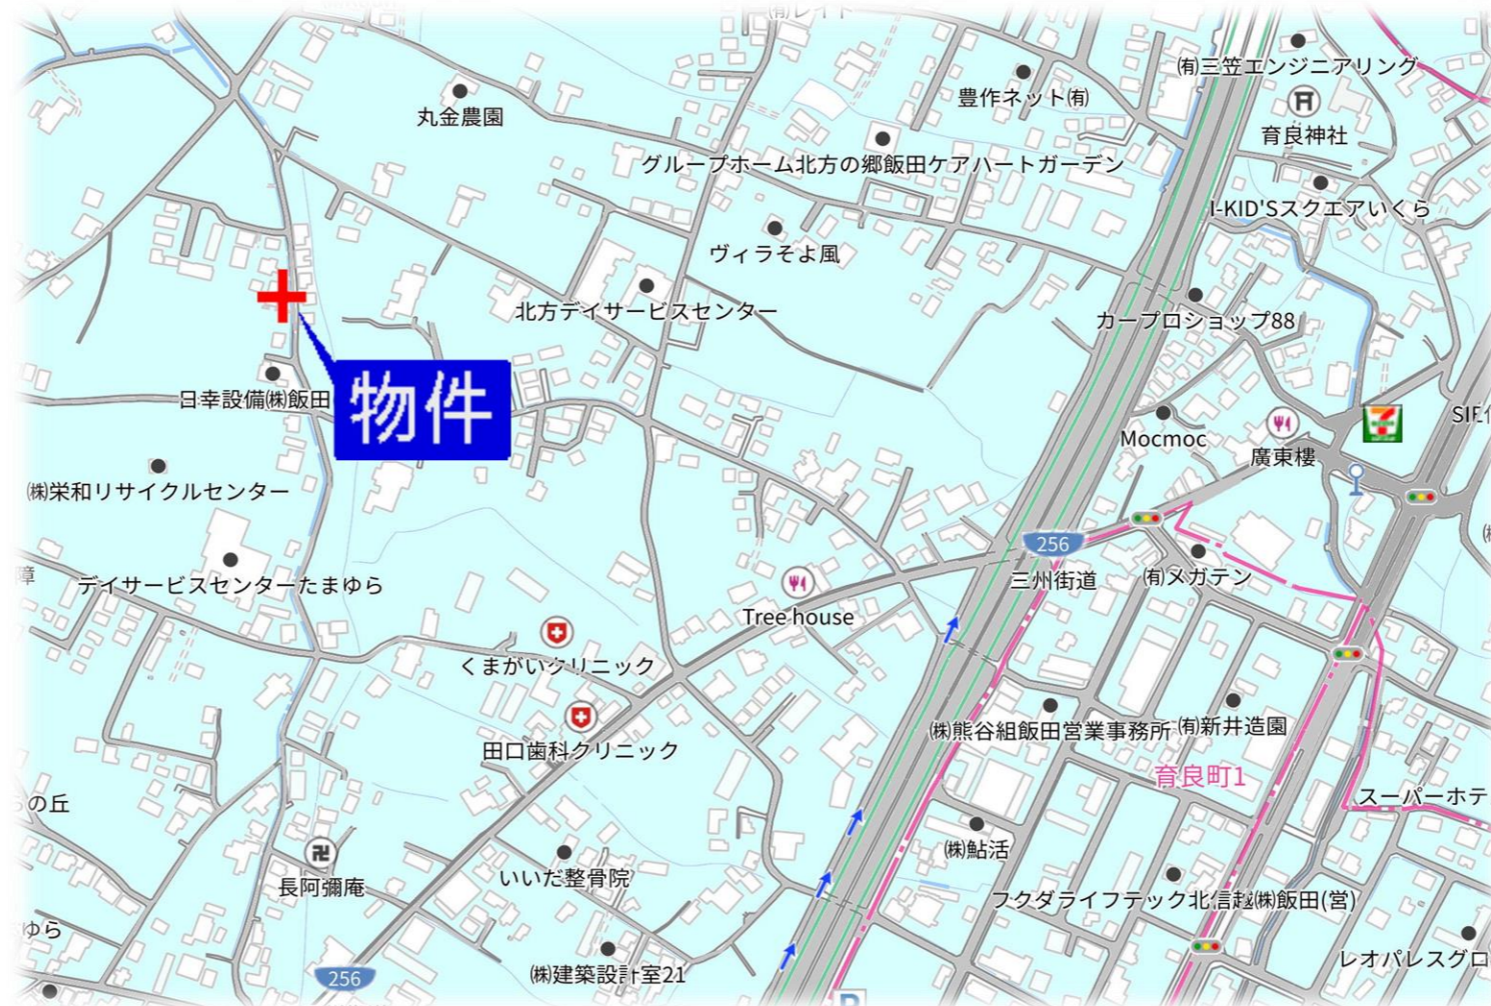 ㈲三笠エンジニアリング
豊作ネット㈲
丸金農園
育良神社
グループホーム北方の郷飯田ケアハートガーデン
I-KID'Sスクエアいくら
ヴィラそよ風
北方デイサービスセンター
カープロショップ88
物件
日幸設備㈱飯田
Mocmoc
廣東樓
㈱栄和リサイクルセンター
256
三州街道
㈲メガテン
デイサービスセンターたまゆら
Tree house
くまがいクリニック
㈱熊谷組飯田営業事務所
㈲新井造園
田口歯科クリニック
育良町1
スーパーホテ
の丘
㈱鮎活
いいだ整骨院
長阿彌庵
フクダライフテック北信越㈱飯田(営)
ゆら
レオパレスグロ
㈱建築設計室21
256